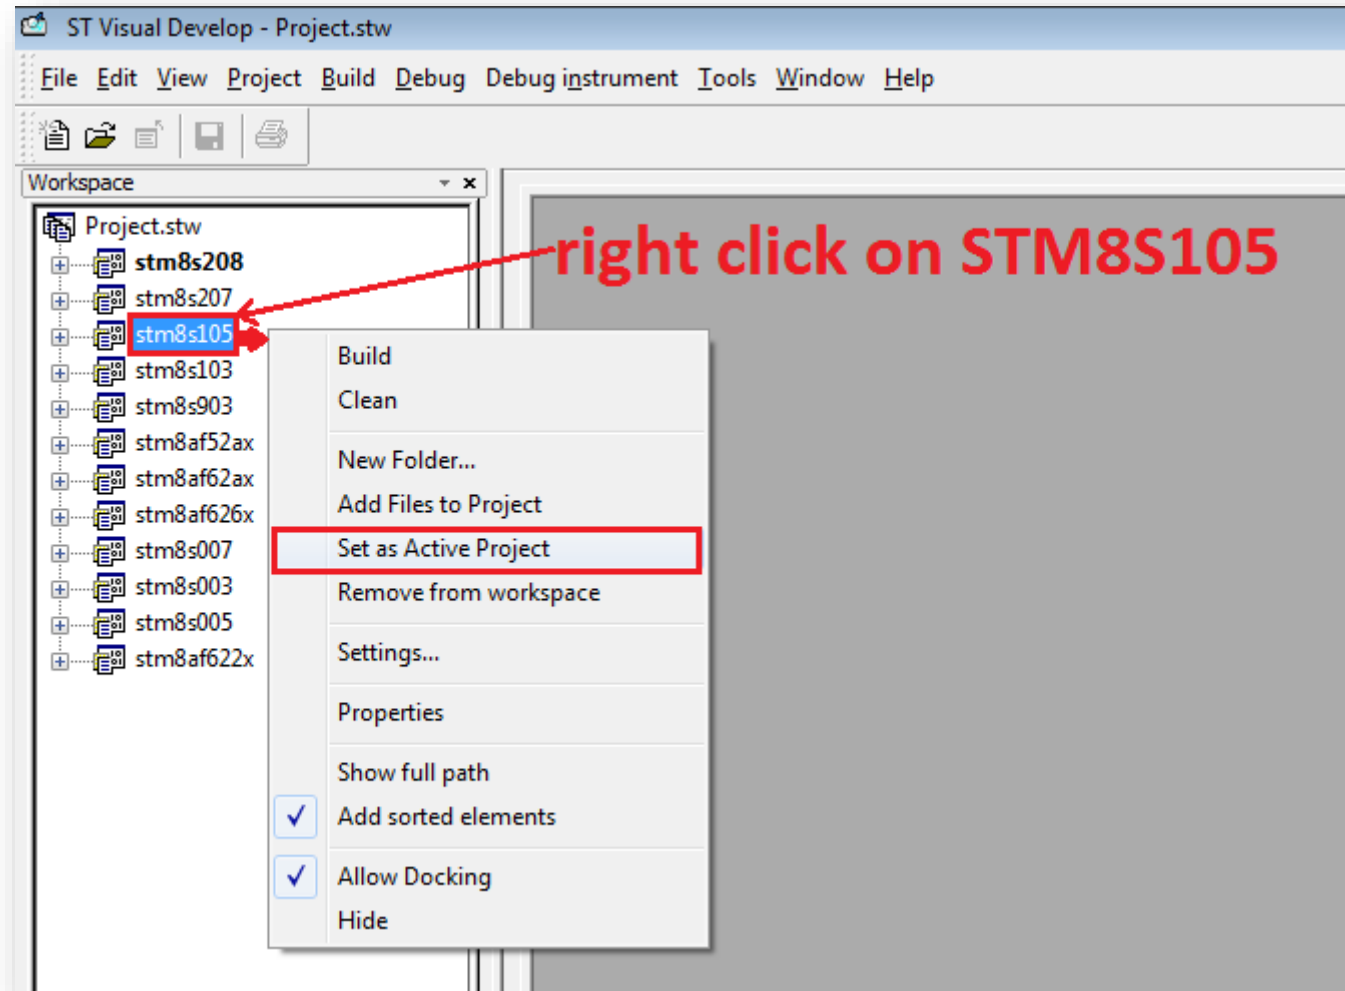 ST Visual Develop - Project.stw
File Edit View Project Build Debug Debug instrument Tools Window Help
Workspace
Project.stw
stm8s208
stm8s207
stm8s105
stm8s103
stm8s903
stm8af52ax
stm8af62ax
stm8af626x
stm8s007
stm8s003
stm8s005
stm8af622x
right click on STM8S105
Build
Clean
New Folder...
Add Files to Project
Set as Active Project
Remove from workspace
Settings...
Properties
Show full path
Add sorted elements
Allow Docking
Hide